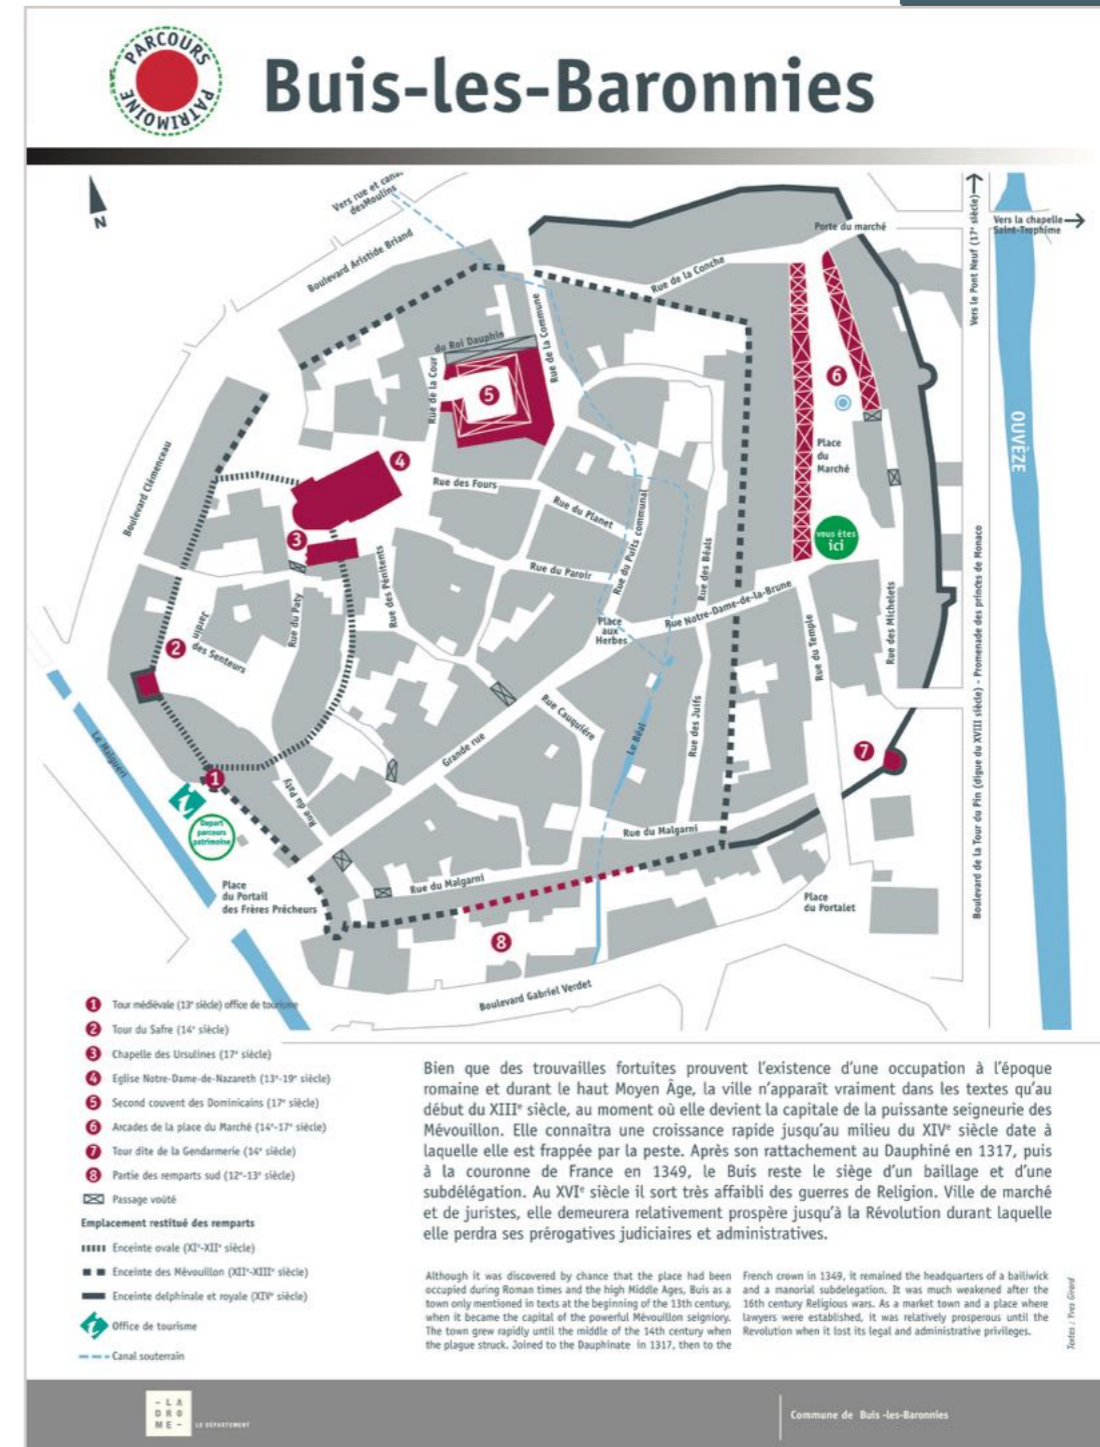 PARCOURS
PATRIMOINE
Buis-les-Baronnies
N
Vers rue et canal
desMoulins
Boulevard Aristide Briand
Porte du marché
Vers la chapelle
Saint-Trophime
Vers le Pont Neuf (17e siècle)
Rue de la Conche
Rue de la Commune
du Roi Dauphin
Rue de la Cour
5
6
OUVÈZE
Place
du
Marché
Boulevard Clémenceau
4
Rue des Fours
Rue du Planet
Rue du Puits communal
vous êtes
ici
3
Rue des Pénitents
Rue du Paroir
Rue des Béals
Rue Notre-Dame-de-la-Brune
Rue des Michelets
Rue du Paty
Jardin
des Senteurs
2
Place
aux
Herbes
Rue du Temple
Boulevard de la Tour du Pin (digue du XVIII siècle) - Promenade des princes de Monaco
Rue Cauquière
Rue des Juifs
Le Béal
Grande rue
Le Malguéri
7
1
i
Depart
parcours
patrimoine
Rue du Paty
Rue du Malgarni
Rue du Malgarni
Place
du Portail
des Frères Prêcheurs
Place
du Portalet
8
Boulevard Gabriel Verdet
1 Tour médiévale (13e siècle) office de tourisme
2 Tour du Safre (14e siècle)
3 Chapelle des Ursulines (17e siècle)
4 Eglise Notre-Dame-de-Nazareth (13e-19e siècle)
5 Second couvent des Dominicains (17e siècle)
6 Arcades de la place du Marché (14e-17e siècle)
7 Tour dite de la Gendarmerie (14e siècle)
8 Partie des remparts sud (12e-13e siècle)
Passage voûté
Emplacement restitué des remparts
Enceinte ovale (XIe-XIIe siècle)
Enceinte des Mévouillon (XIIe-XIIIe siècle)
Enceinte delphinale et royale (XIVe siècle)
i Office de tourisme
Canal souterrain
Bien que des trouvailles fortuites prouvent l'existence d'une occupation à l'époque
romaine et durant le haut Moyen Âge, la ville n'apparaît vraiment dans les textes qu'au
début du XIIIe siècle, au moment où elle devient la capitale de la puissante seigneurie des
Mévouillon. Elle connaîtra une croissance rapide jusqu'au milieu du XIVe siècle date à
laquelle elle est frappée par la peste. Après son rattachement au Dauphiné en 1317, puis
à la couronne de France en 1349, le Buis reste le siège d'un baillage et d'une
subdélégation. Au XVIe siècle il sort très affaibli des guerres de Religion. Ville de marché
et de juristes, elle demeurera relativement prospère jusqu'à la Révolution durant laquelle
elle perdra ses prérogatives judiciaires et administratives.
Although it was discovered by chance that the place had been
occupied during Roman times and the high Middle Ages, Buis as a
town only mentioned in texts at the beginning of the 13th century,
when it became the capital of the powerful Mévouillon seigniory.
The town grew rapidly until the middle of the 14th century when
the plague struck. Joined to the Dauphinate in 1317, then to the
French crown in 1349, it remained the headquarters of a bailiwick
and a manorial subdelegation. It was much weakened after the
16th century Religious wars. As a market town and a place where
lawyers were established, it was relatively prosperous until the
Revolution when it lost its legal and administrative privileges.
Textes : Yves Girard
- LA
DRO
ME -
LE DÉPARTEMENT
Commune de Buis -les-Baronnies